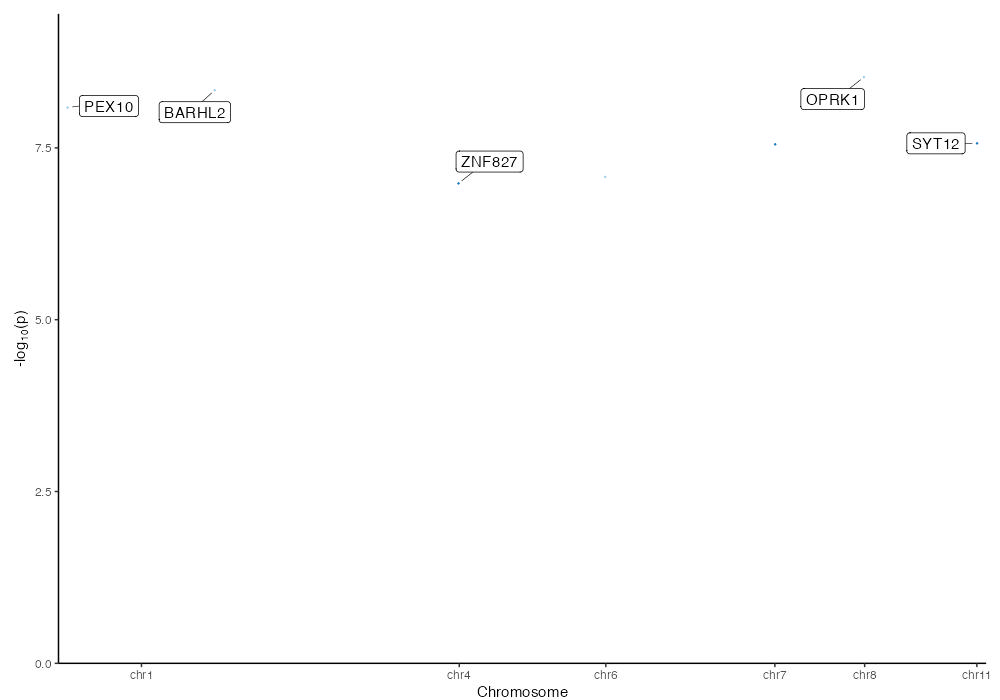 PEX10
BARHL2
OPRK1
SYT12
ZNF827
7.5
5.0
2.5
0.0
-log10(p)
chr1 chr4 chr6 chr7 chr8 chr11
Chromosome